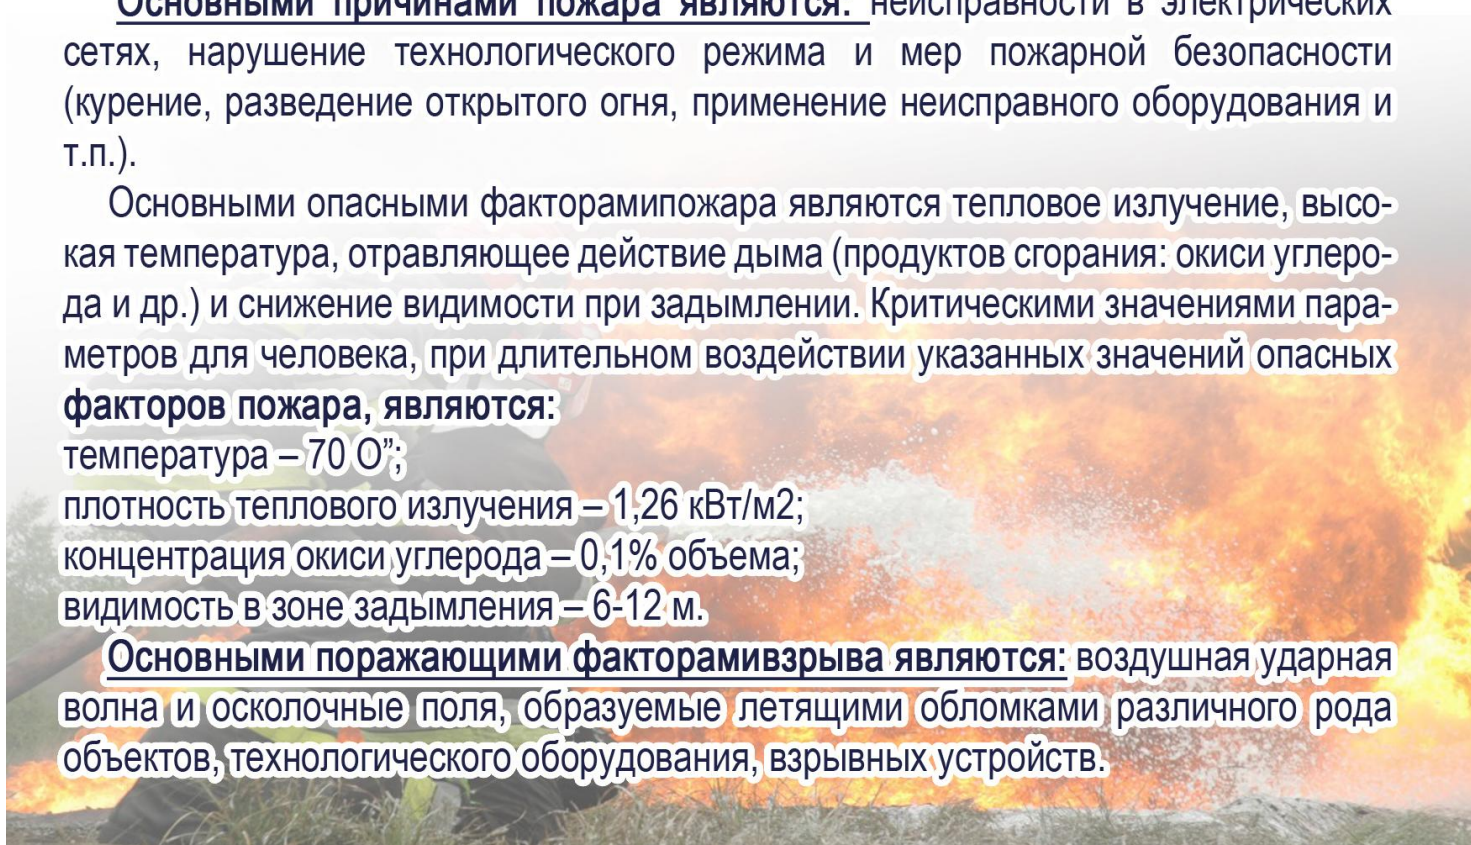 Основными причинами пожара являются: неисправности в электрических
сетях, нарушение технологического режима и мер пожарной безопасности
(курение, разведение открытого огня, применение неисправного оборудования и
т.п.).
Основными опасными факторамипожара являются тепловое излучение, высо-
кая температура, отравляющее действие дыма (продуктов сгорания: окиси углеро-
да и др.) и снижение видимости при задымлении. Критическими значениями пара-
метров для человека, при длительном воздействии указанных значений опасных
факторов пожара, являются:
температура – 70 О”;
плотность теплового излучения – 1,26 кВт/м2;
концентрация окиси углерода – 0,1% объема;
видимость в зоне задымления – 6-12 м.
Основными поражающими факторамивзрыва являются: воздушная ударная
волна и осколочные поля, образуемые летящими обломками различного рода
объектов, технологического оборудования, взрывных устройств.